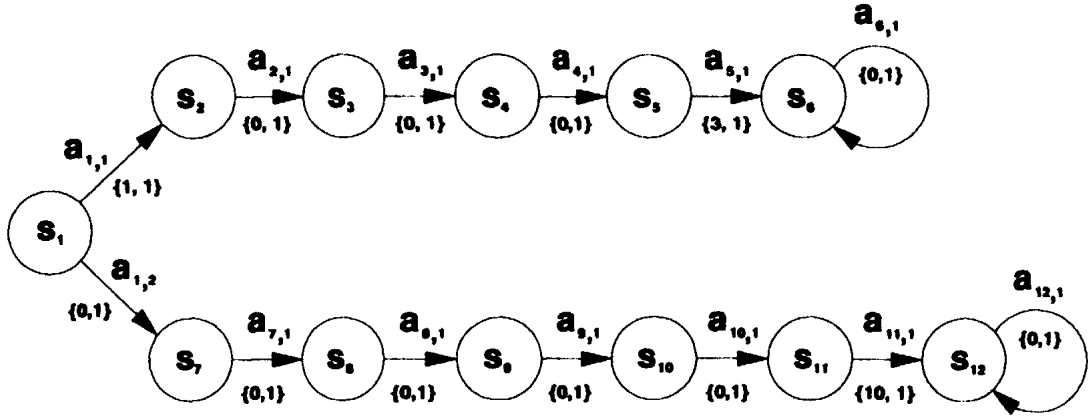 a₆,₁
{0,1}
a₂,₁ a₃,₁ a₄,₁ a₅,₁
S₂ S₃ S₄ S₅ S₆
{0, 1} {0, 1} {0,1} {3, 1}
a₁,₁
{1, 1}
S₁
a₁,₂
{0,1}
a₁₂,₁
{0,1}
a₇,₁ a₈,₁ a₉,₁ a₁₀,₁ a₁₁,₁
S₇ S₈ S₉ S₁₀ S₁₁ S₁₂
{0,1} {0,1} {0,1} {0,1} {10, 1}